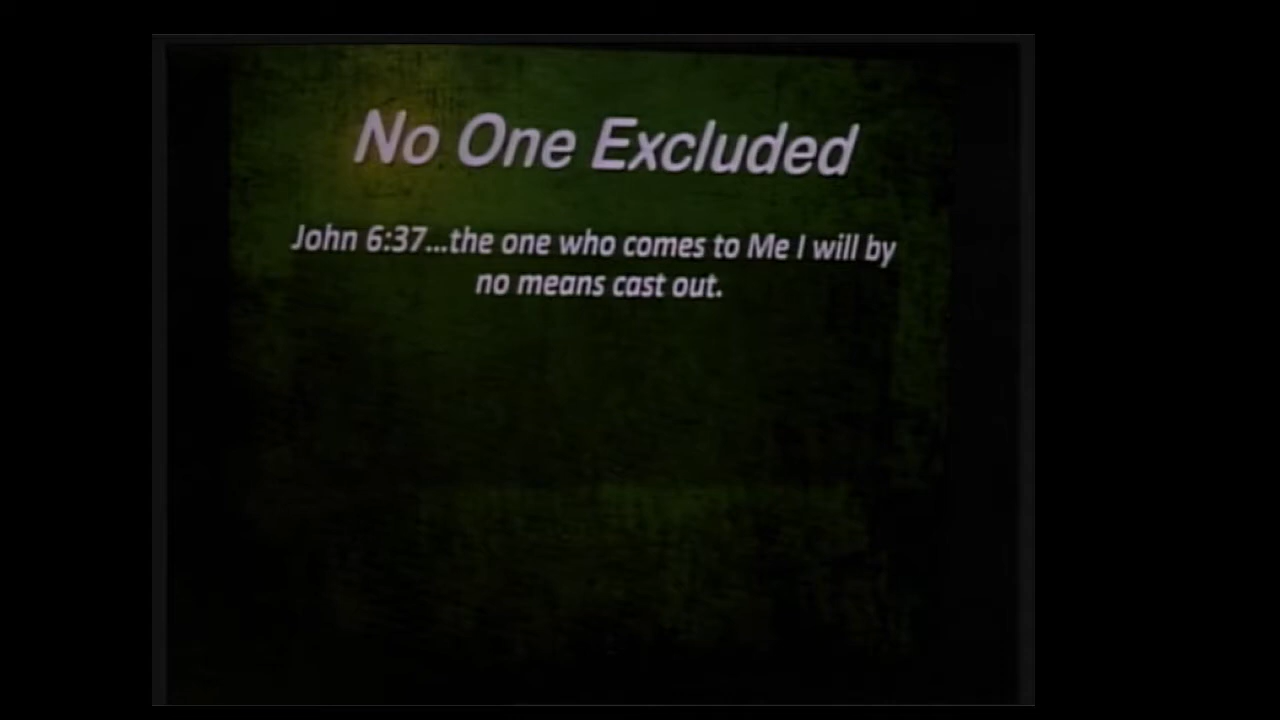 No One Excluded
John 6:37...the one who comes to Me I will by
no means cast out.